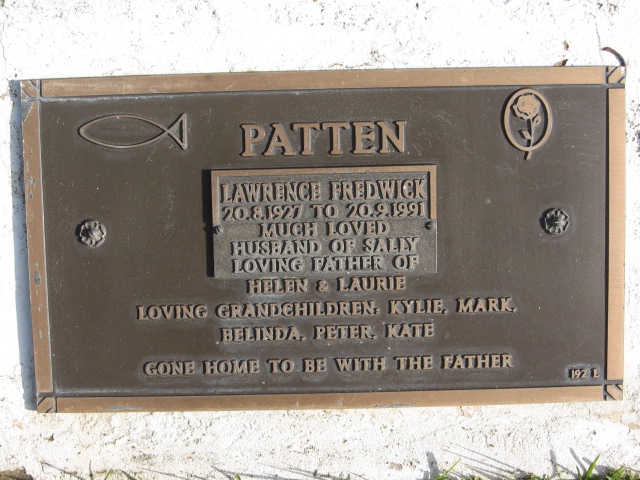 PATTEN
LAWRENCE FREDWICK
20.8.1927 TO 20.9.1991
MUCH LOVED
HUSBAND OF SALLY
LOVING FATHER OF
HELEN & LAURIE
LOVING GRANDCHILDREN: KYLIE, MARK,
BELINDA, PETER, KATE
GONE HOME TO BE WITH THE FATHER
192 L